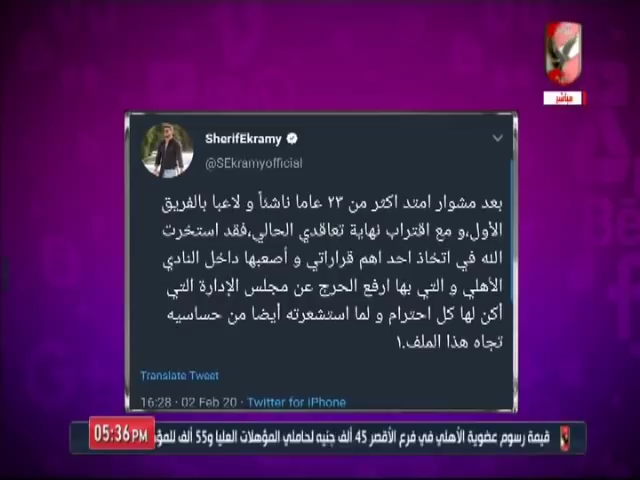 مباشر
SherifEkramy
@SEkramyofficial
بعد مشوار امتد اكثر من ٢٣ عاما ناشئاً و لاعبا بالفريق
الأول،و مع اقتراب نهاية تعاقدي الحالي،فقد استخرت
الله في اتخاذ احد اهم قراراتي و أصعبها داخل النادي
الأهلي و التي بها ارفع الحرج عن مجلس الإدارة التي
أكن لها كل احترام و لما استشعرته أيضا من حساسيه
تجاه هذا الملف.١
Translate Tweet
16:28 · 02 Feb 20 · Twitter for iPhone
قيمة رسوم عضوية الأهلي في فرع الأقصر 45 ألف جنيه لحاملي المؤهلات العليا و55 ألف للمؤ
05:36 PM